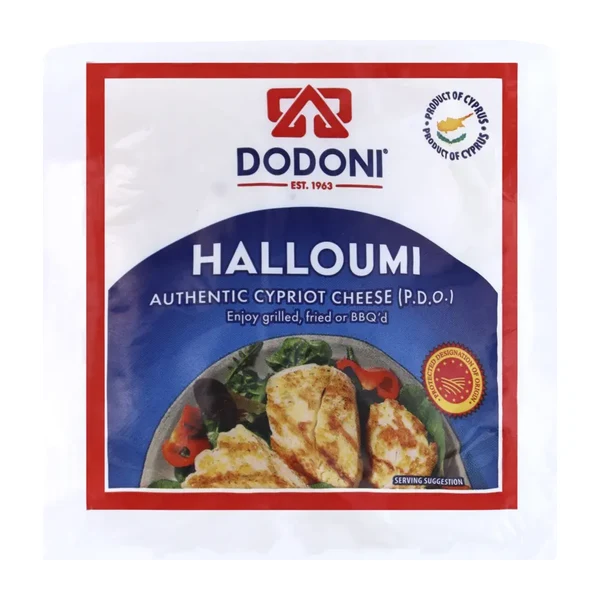 PRODUCT OF CYPRUS
PRODUCT OF CYPRUS
DODONI®
EST. 1963
HALLOUMI
AUTHENTIC CYPRIOT CHEESE (P.D.O.)
Enjoy grilled, fried or BBQ'd
PROTECTED DESIGNATION OF ORIGIN
SERVING SUGGESTION